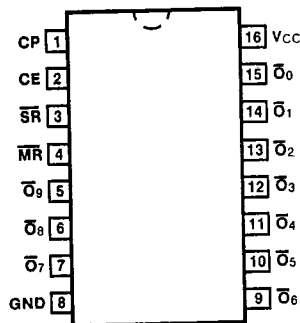 CP 1
CE 2
S̅R̅ 3
M̅R̅ 4
O̅9 5
O̅8 6
O̅7 7
GND 8
16 VCC
15 O̅0
14 O̅1
13 O̅2
12 O̅3
11 O̅4
10 O̅5
9 O̅6